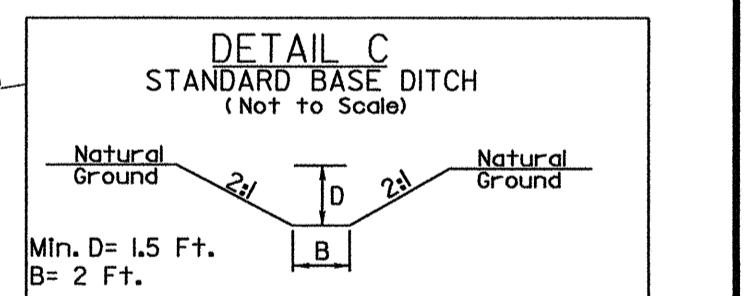 DETAIL C
STANDARD BASE DITCH
(Not to Scale)
Natural
Ground
2:1
D
2:1
Natural
Ground
B
Min. D= 1.5 Ft.
B= 2 Ft.